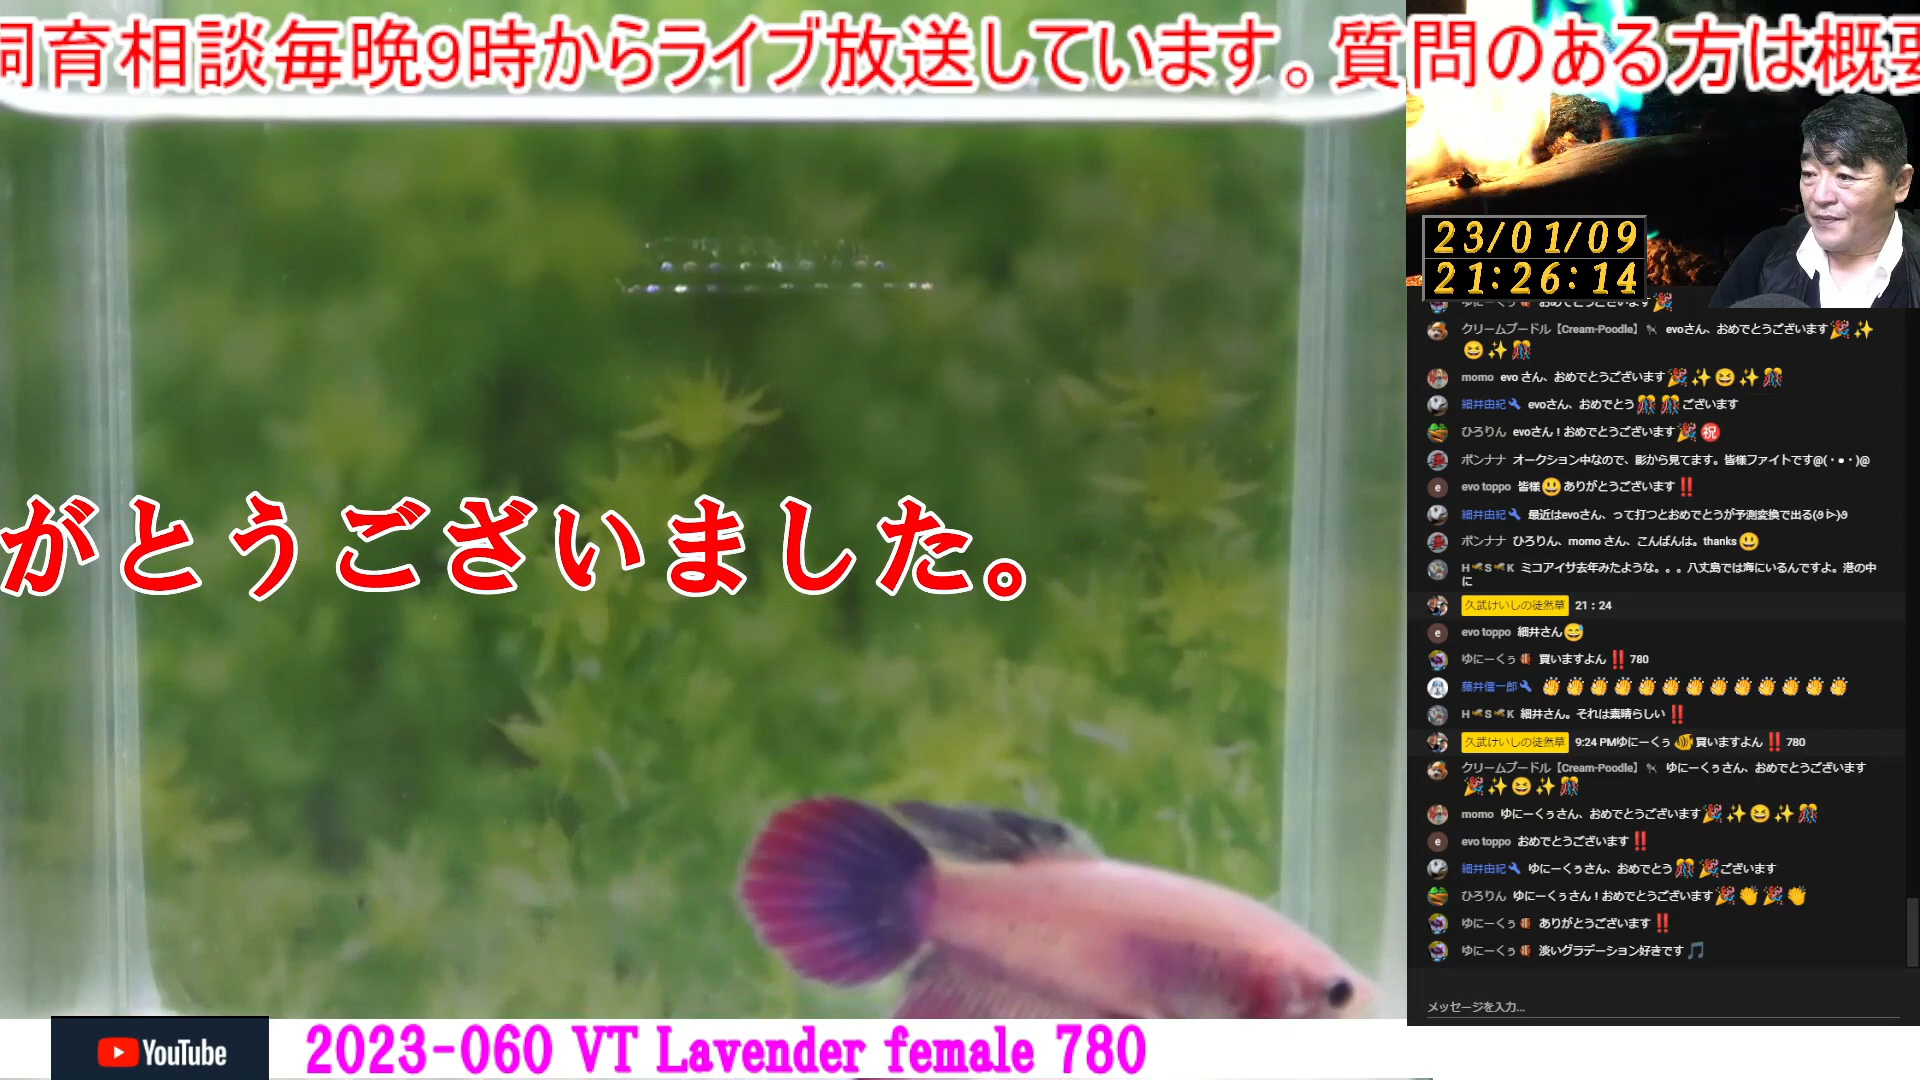 飼育相談毎晩9時からライブ放送しています。質問のある方は概要
23/01/09
21:26:14
ゆにーくぅ おめでとうございます🎉
クリームプードル【Cream-Poodle】 evoさん、おめでとうございます🎉✨
😆✨🎊
momo evo さん、おめでとうございます🎉✨😆✨🎊
細井由紀 evoさん、おめでとう🎊🎊ございます
ひろりん evoさん！おめでとうございます🎉㊗
ボンナナ オークション中なので、影から見てます。皆様ファイトです@(・●・)@
evo toppo 皆様😃ありがとうございます‼
細井由紀 最近はevoさん、って打つとおめでとうが予測変換で出る(ϑ ᐕ)ϑ
ボンナナ ひろりん、momo さん、こんばんは。thanks😃
H S K ミコアイサ去年みたような。。。八丈島では海にいるんですよ。港の中
に
久武けいしの徒然草 21：24
evo toppo 細井さん😅
ゆにーくぅ 買いますよん‼780
👏👏👏👏👏👏👏👏👏👏👏👏👏
H S K 細井さん。それは素晴らしい‼
久武けいしの徒然草 9:24 PMゆにーくぅ🐠買いますよん‼780
クリームプードル【Cream-Poodle】 ゆにーくぅさん、おめでとうございます
🎉✨😆✨🎊
momo ゆにーくぅさん、おめでとうございます🎉✨😆✨🎊
evo toppo おめでとうございます‼
細井由紀 ゆにーくぅさん、おめでとう🎊🎉ございます
ひろりん ゆにーくぅさん！おめでとうございます🎉👏🎉👏
ゆにーくぅ ありがとうございます‼
ゆにーくぅ 淡いグラデーション好きです🎵
メッセージを入力...
がとうございました。
YouTube
2023-060 VT Lavender female 780